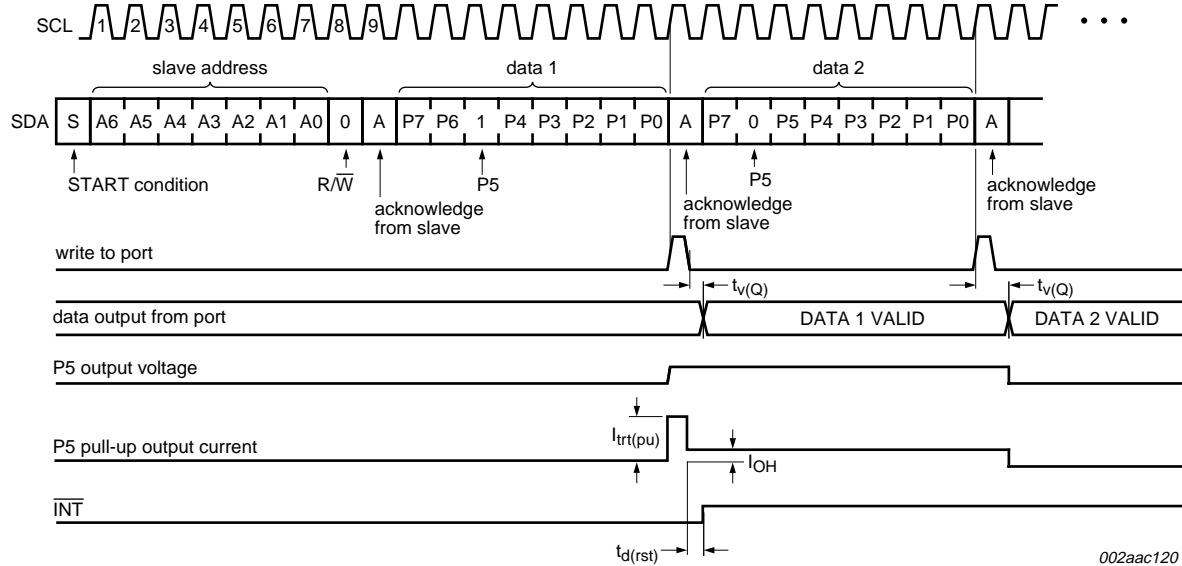 SCL 1 2 3 4 5 6 7 8 9
slave address data 1 data 2
SDA S A6 A5 A4 A3 A2 A1 A0 0 A P7 P6 1 P4 P3 P2 P1 P0 A P7 0 P5 P4 P3 P2 P1 P0 A
START condition R/W̅ P5 P5
acknowledge from slave
acknowledge from slave
acknowledge from slave
write to port
tv(Q) tv(Q)
data output from port DATA 1 VALID DATA 2 VALID
P5 output voltage
Itrt(pu)
P5 pull-up output current
IOH
I̅N̅T̅
td(rst)
002aac120